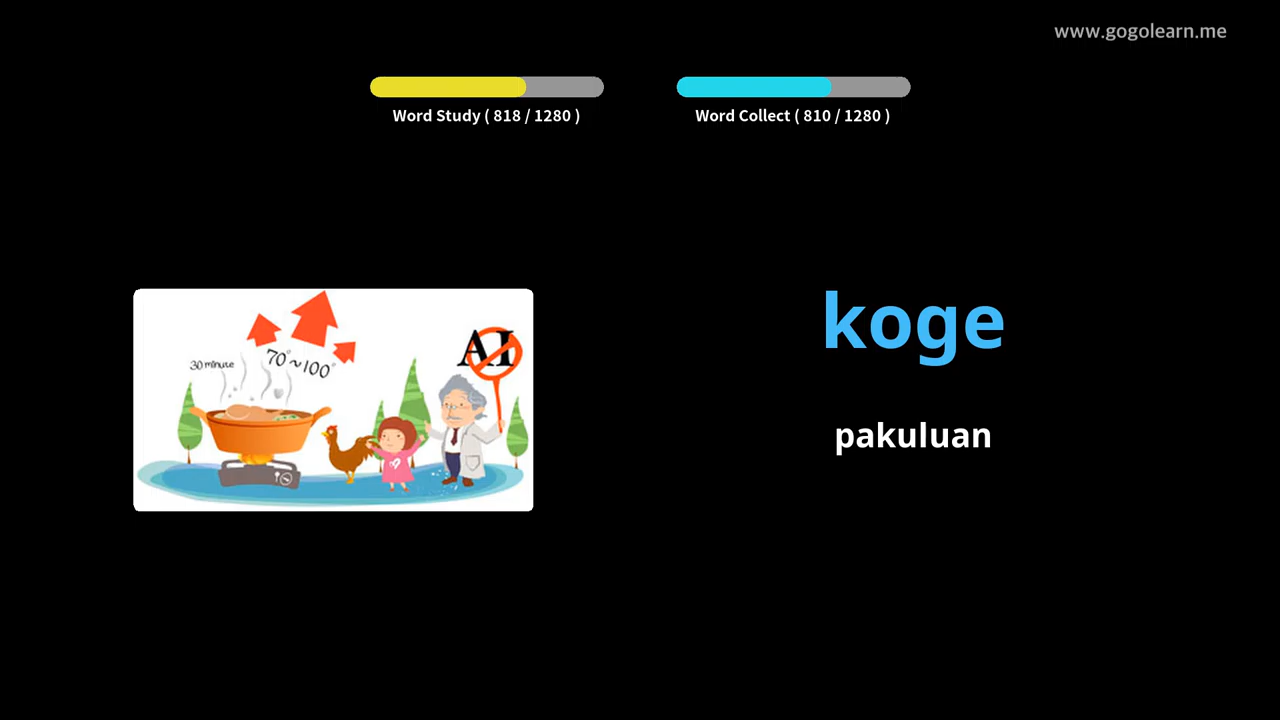 www.gogolearn.me
Word Study ( 818 / 1280 )
Word Collect ( 810 / 1280 )
30 minute
70°~100°
AI
koge
pakuluan